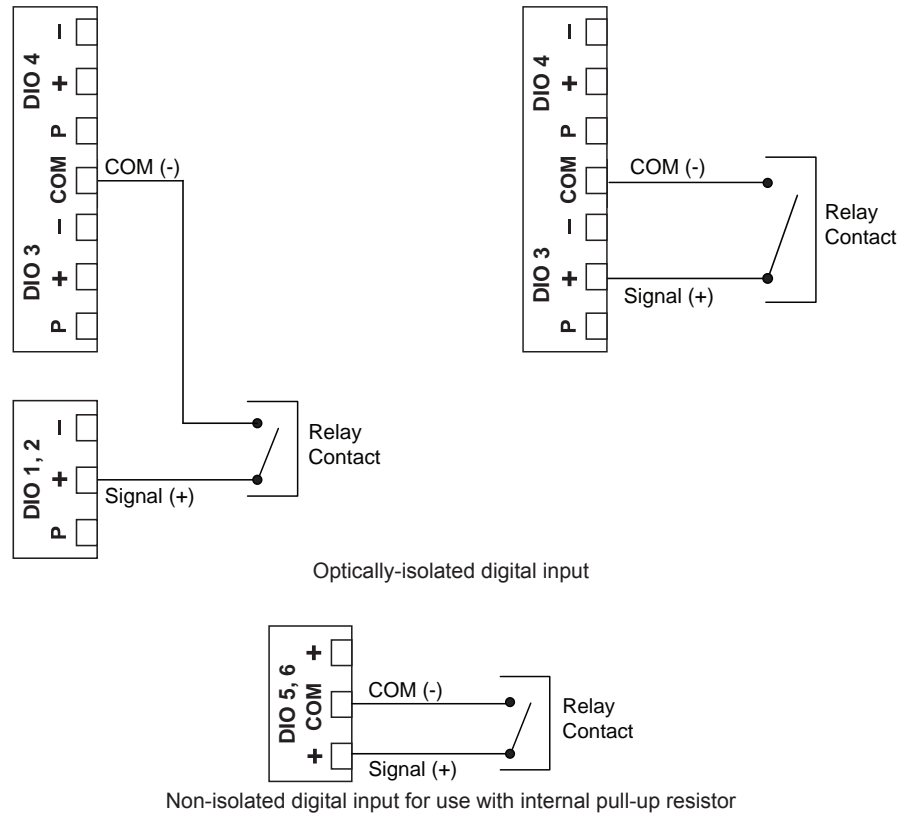 −
DIO 4
+
P
COM
COM (-)
−
DIO 3
+
P
−
DIO 4
+
P
COM
COM (-)
−
DIO 3
+
Signal (+)
P
Relay
Contact
−
DIO 1, 2
+
Signal (+)
P
Relay
Contact
Optically-isolated digital input
+
DIO 5, 6
COM
COM (-)
+
Signal (+)
Relay
Contact
Non-isolated digital input for use with internal pull-up resistor